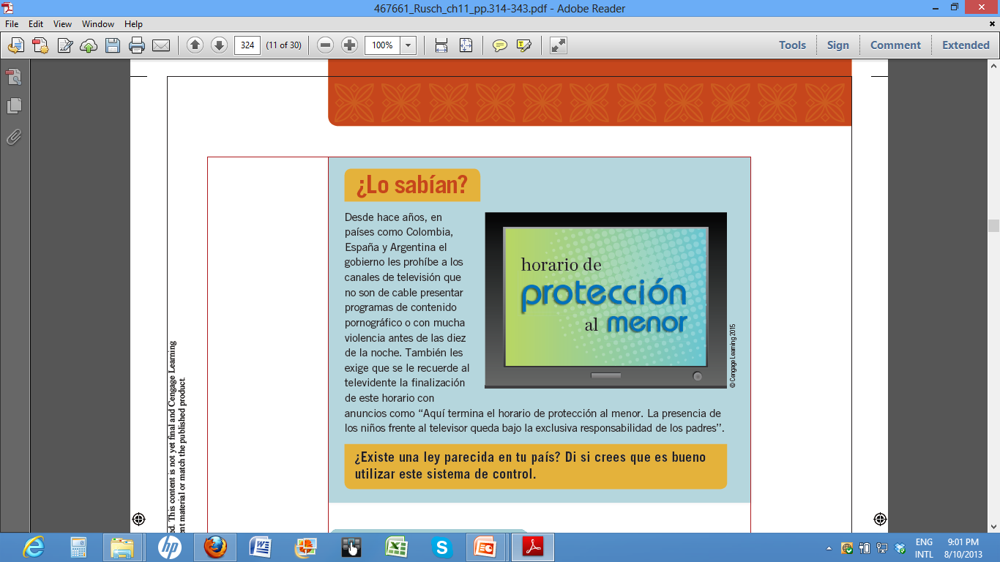 467661_Rusch_ch11_pp.314-343.pdf - Adobe Reader
File Edit View Window Help
324 (11 of 30) 100% Tools Sign Comment Extended
¿Lo sabían?
Desde hace años, en
países como Colombia,
España y Argentina el
gobierno les prohíbe a los
canales de televisión que
no son de cable presentar
programas de contenido
pornográfico o con mucha
violencia antes de las diez
de la noche. También les
exige que se le recuerde al
televidente la finalización
de este horario con
anuncios como “Aquí termina el horario de protección al menor. La presencia de
los niños frente al televisor queda bajo la exclusiva responsabilidad de los padres”.
horario de
protección
al menor
© Cengage Learning 2015
¿Existe una ley parecida en tu país? Di si crees que es bueno
utilizar este sistema de control.
ed. This content is not yet final and Cengage Learning
ent material or match the published product.
hp W X S P
ENG 9:01 PM
INTL 8/10/2013